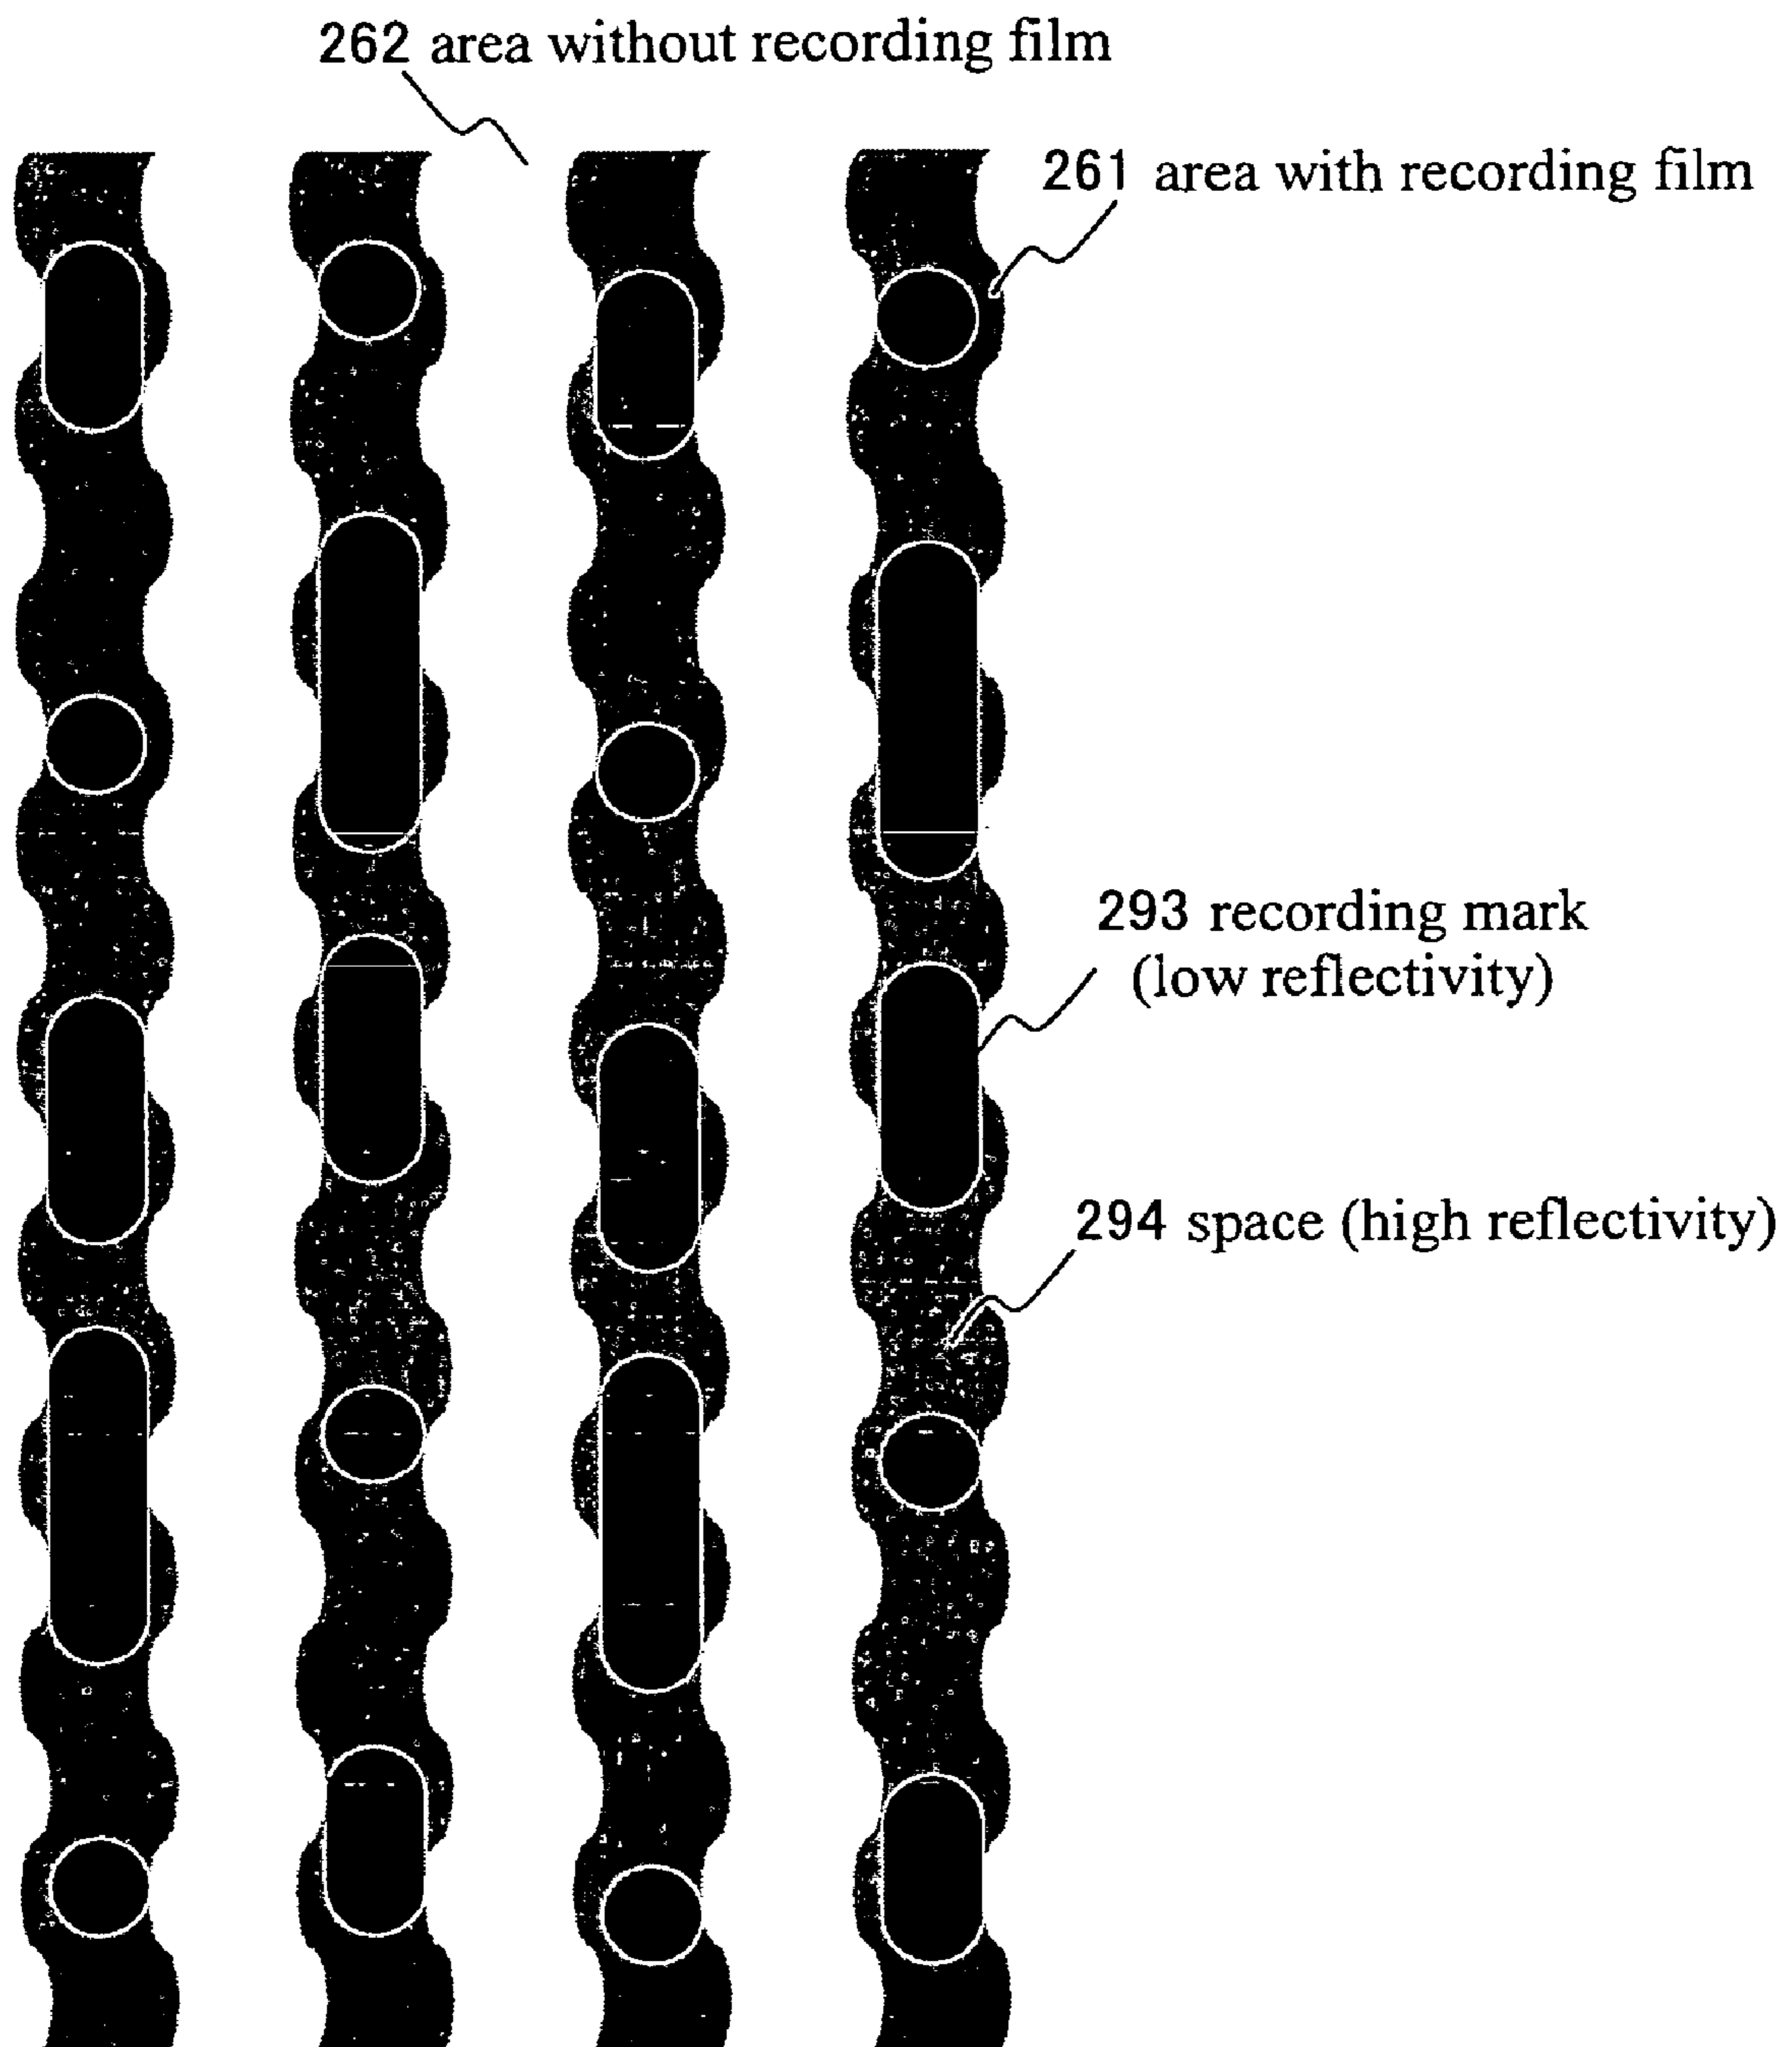 262 area without recording film
261 area with recording film
293 recording mark
(low reflectivity)
294 space (high reflectivity)